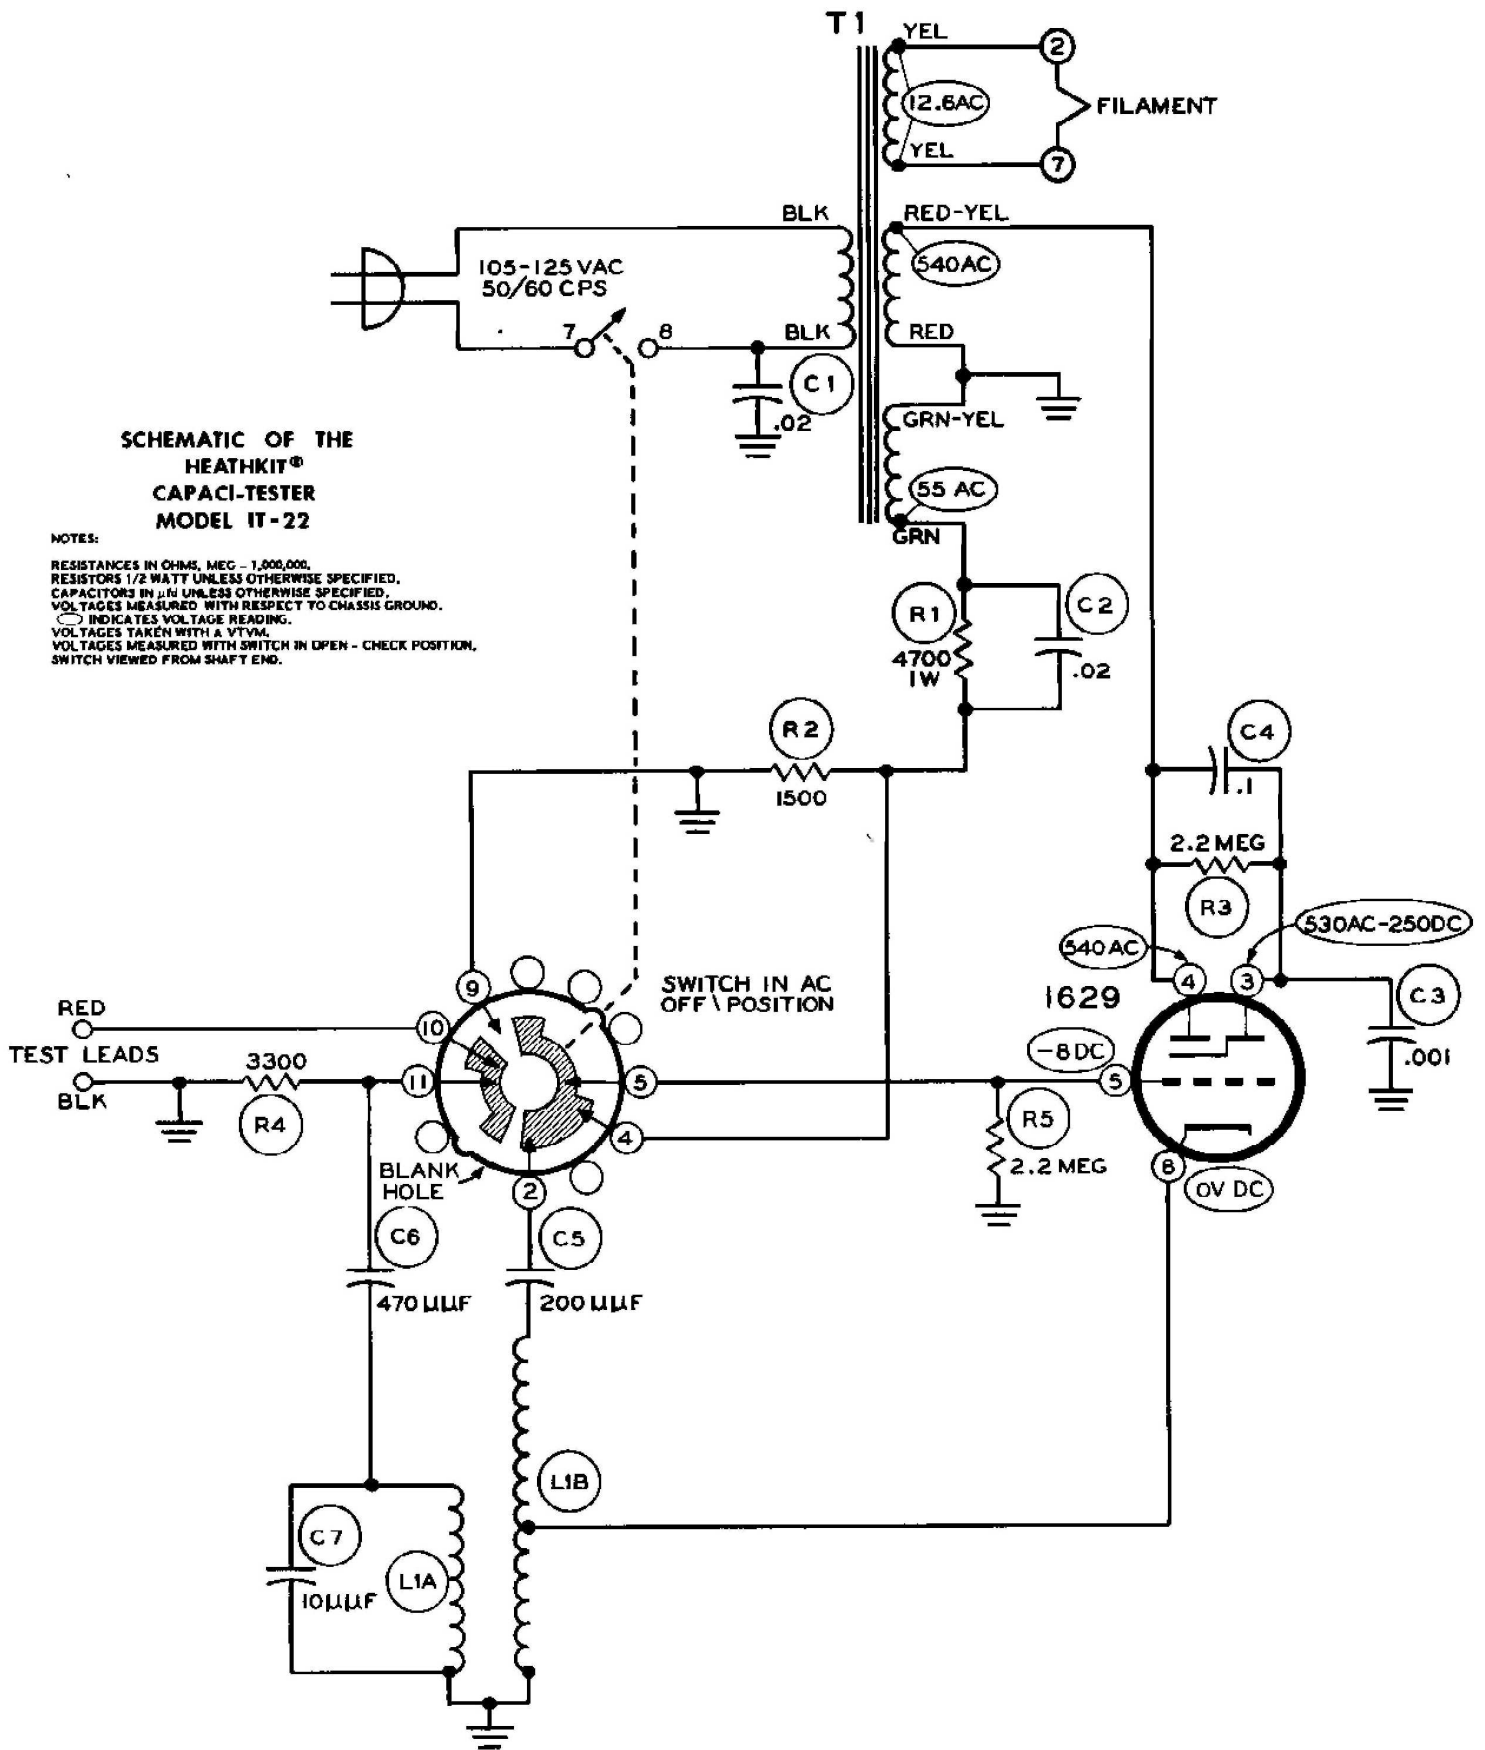 T1
YEL
2
12.6AC
FILAMENT
YEL
7
BLK
RED-YEL
105-125 VAC
50/60 CPS
540AC
7
8
BLK
RED
C1
.02
GRN-YEL
SCHEMATIC OF THE
HEATHKIT®
CAPACI-TESTER
MODEL IT-22
55 AC
GRN
NOTES:
RESISTANCES IN OHMS, MEG - 1,000,000.
RESISTORS 1/2 WATT UNLESS OTHERWISE SPECIFIED.
CAPACITORS IN µfd UNLESS OTHERWISE SPECIFIED.
VOLTAGES MEASURED WITH RESPECT TO CHASSIS GROUND.
INDICATES VOLTAGE READING.
VOLTAGES TAKEN WITH A VTVM.
VOLTAGES MEASURED WITH SWITCH IN OPEN - CHECK POSITION.
SWITCH VIEWED FROM SHAFT END.
R1
4700
1W
C2
.02
R2
1500
C4
.1
2.2 MEG
R3
530AC-250DC
540 AC
9
SWITCH IN AC
OFF\POSITION
4
3
1629
C3
.001
RED
10
TEST LEADS
BLK
3300
R4
11
5
-8 DC
5
R5
2.2 MEG
4
BLANK
HOLE
2
8
0V DC
C6
470 µµF
C5
200 µµF
L1B
C7
10µµF
L1A